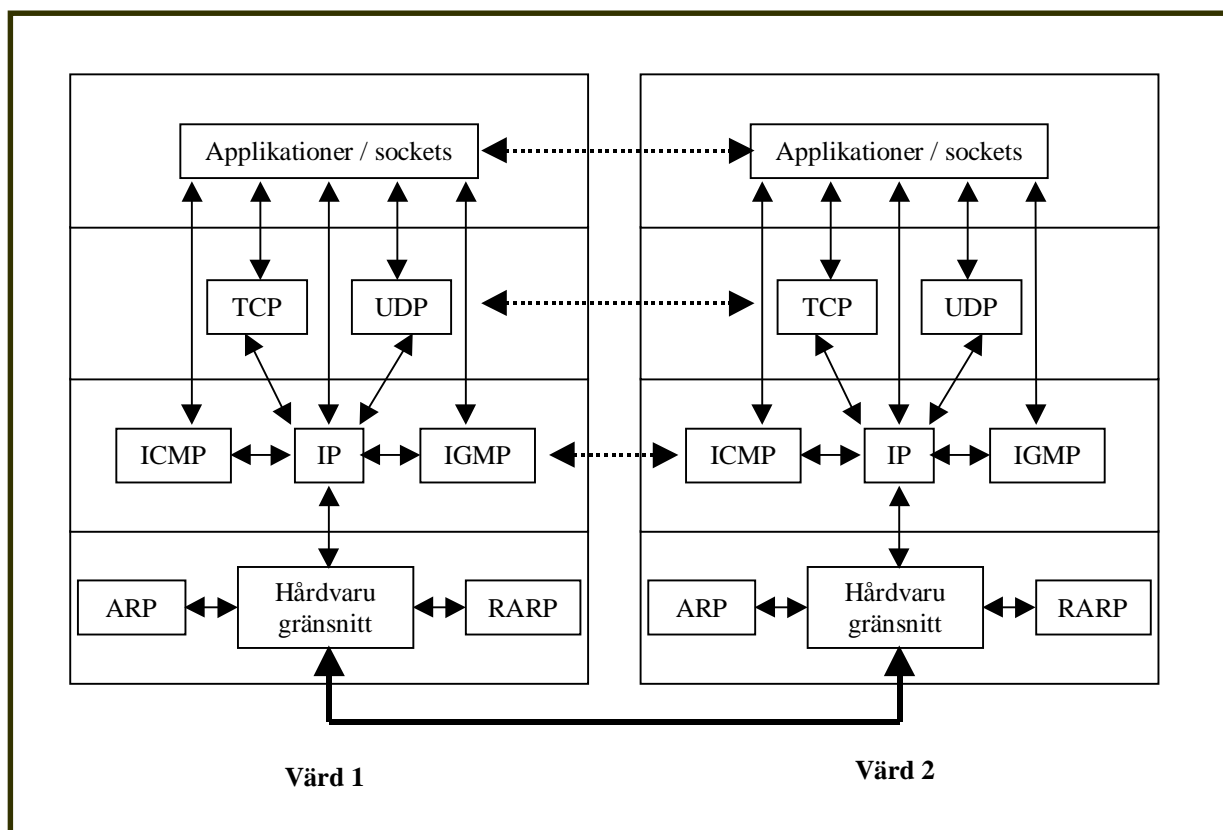 Applikationer / sockets
Applikationer / sockets
TCP
UDP
TCP
UDP
ICMP
IP
IGMP
ICMP
IP
IGMP
ARP
Hårdvaru
gränsnitt
RARP
ARP
Hårdvaru
gränsnitt
RARP
Värd 1
Värd 2